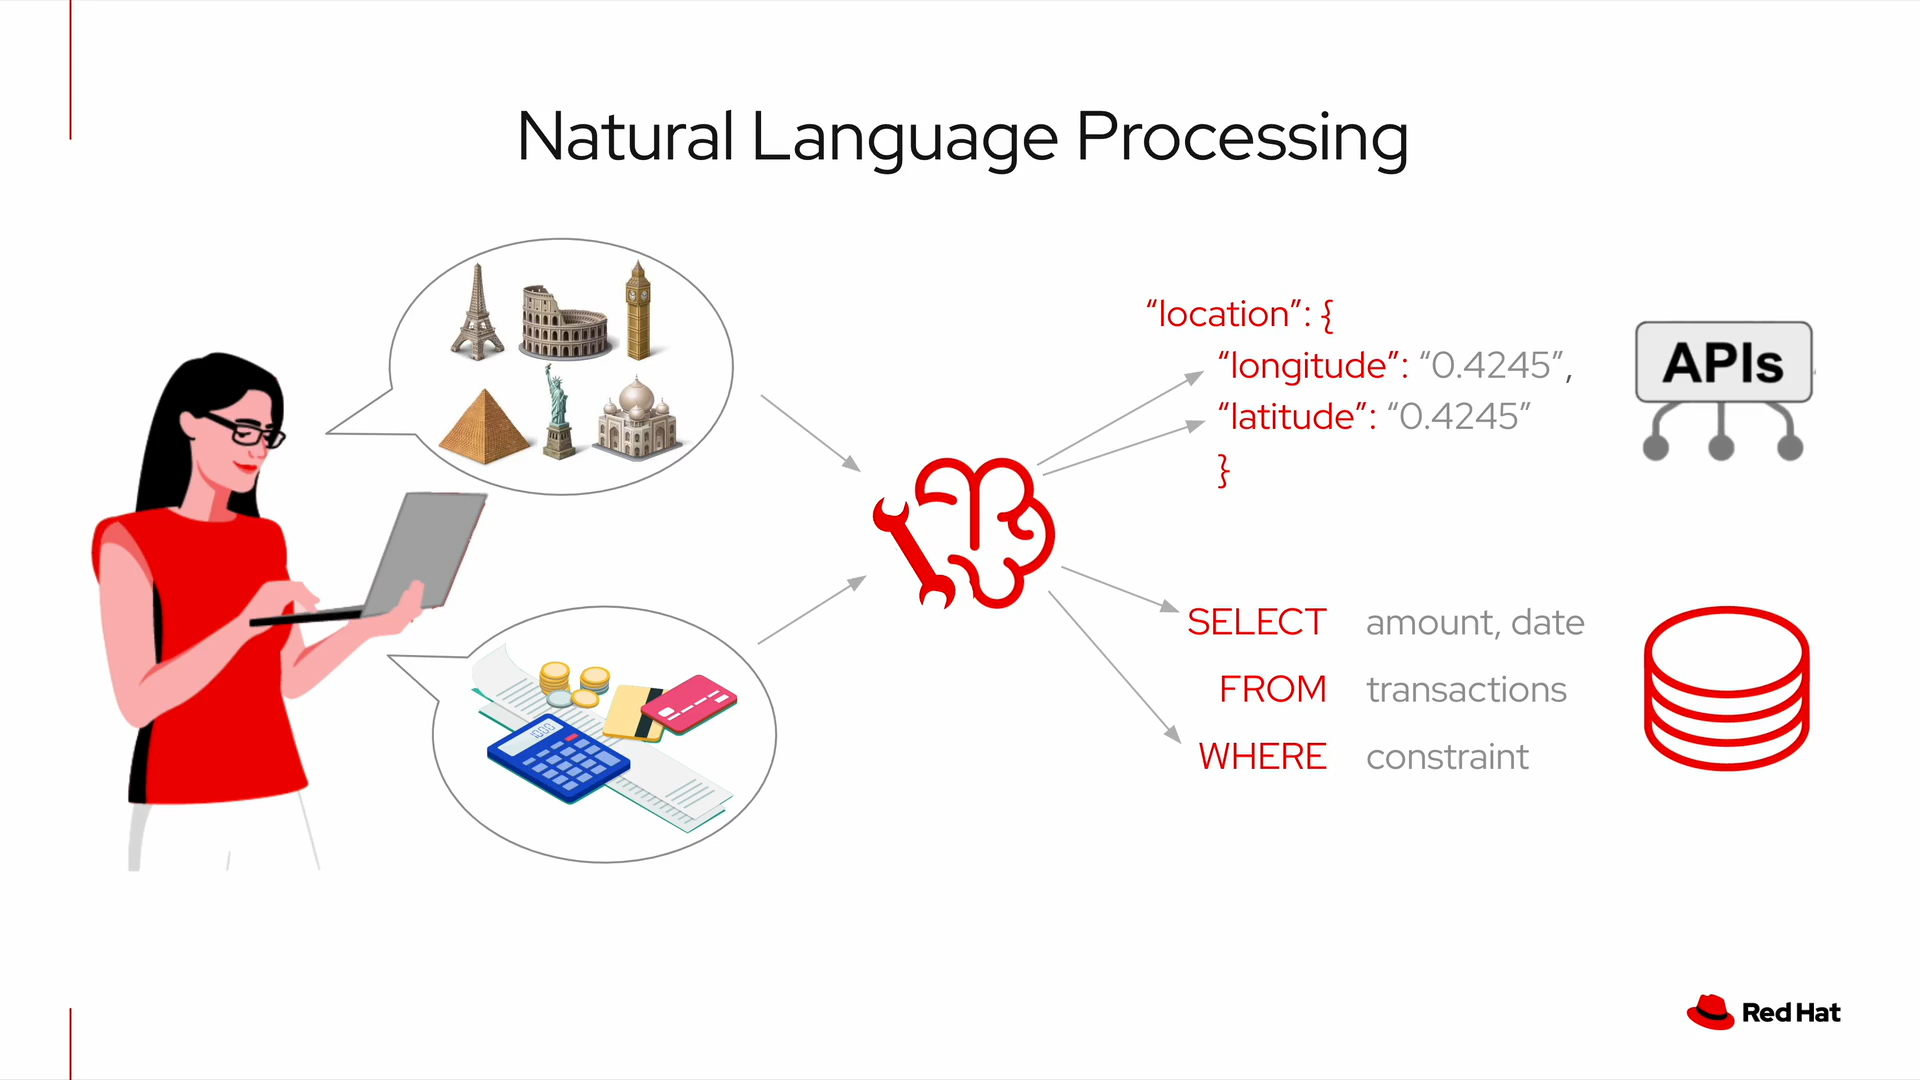 Natural Language Processing
“location”: {
“longitude”: “0.4245”,
“latitude”: “0.4245”
}
APIs
1000
SELECT amount, date
FROM transactions
WHERE constraint
Red Hat